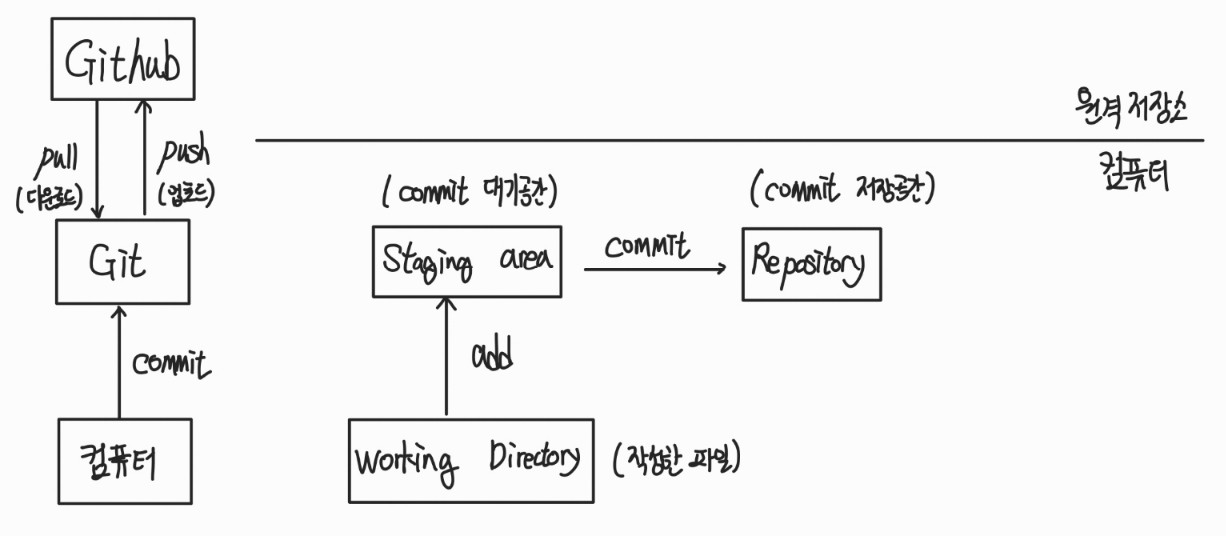 Github
원격 저장소
pull
(다운로드)
push
(업로드)
컴퓨터
(commit 대기공간)
(commit 저장공간)
Git
Staging area
commit
Repository
commit
add
컴퓨터
Working Directory
(작성한 파일)